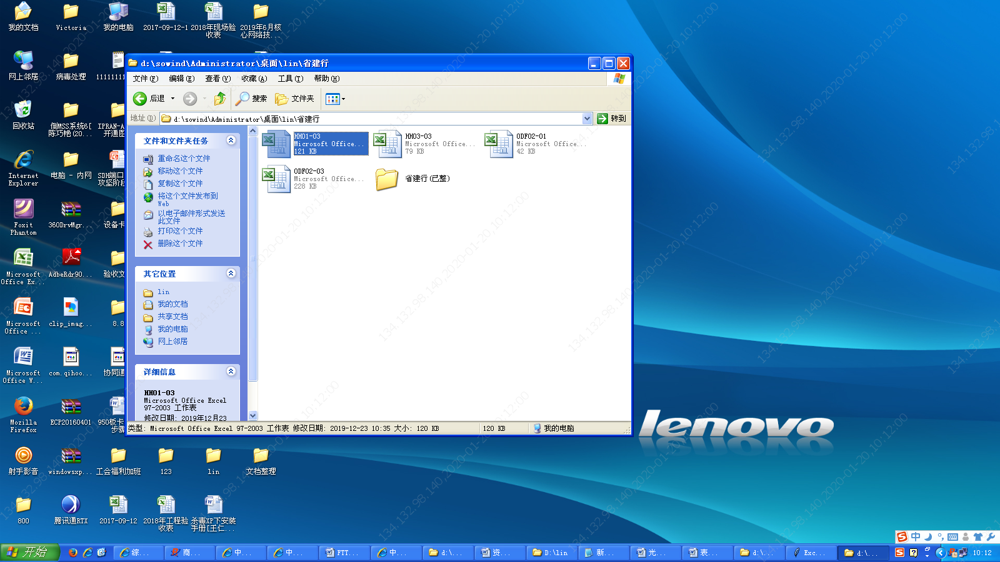 我的文档
Victoria
我的电脑
2017-09-12-1
2018年现场验
收表
2019年6月核
心网络技...
网上邻居
病毒处理
11111111
回收站
陈巧艳(20...
IPRAN-A
开通图
Internet
Explorer
电脑 - 内网
SDH端口
攻坚阶段
Foxit
Phantom
360DrvMgr...
设备卡
Microsoft
Office Ex...
AdbeRdr90...
验收文
Microsoft
Office ...
clip_imag...
8.8
Microsoft
Office W...
com.qihoo...
协同通
Mozilla
Firefox
ECP20160401
950板卡
步骤
射手影音
windowsxp...
工会福利加班
123
lin
文档整理
800
腾讯通RTX
2017-09-12
2018年工程验
收表
杀毒XP下安装
手册[王仁...
d:\sowind\Administrator\桌面\lin\省建行
文件(F) 编辑(E) 查看(V) 收藏(A) 工具(T) 帮助(H)
后退 搜索 文件夹
地址(D) d:\sowind\Administrator\桌面\lin\省建行 转到
文件和文件夹任务
重命名这个文件
移动这个文件
复制这个文件
将这个文件发布到
Web
以电子邮件形式发送
此文件
打印这个文件
删除这个文件
其它位置
lin
我的文档
共享文档
我的电脑
网上邻居
详细信息
HH01-03
Microsoft Office Excel
97-2003 工作表
修改日期: 2019年12月23
HH01-03
Microsoft Office...
121 KB
HH03-03
Microsoft Office...
79 KB
ODF02-01
Microsoft Office...
42 KB
ODF02-03
Microsoft Office...
228 KB
省建行(已整)
类型: Microsoft Office Excel 97-2003 工作表 修改日期: 2019-12-23 10:35 大小: 120 KB 120 KB 我的电脑
lenovo
134.132.98.140,2020-01-20,10:12:00
中
开始 综... 商... 中... 中... FTT... 中... d:\... 资... D:\lin 新... 光... 表... d:\... Exc... d:\... 10:12